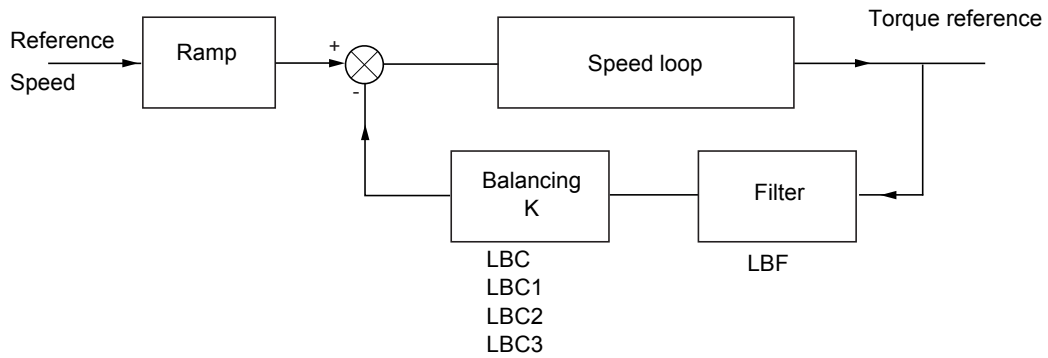 Torque reference
Reference
Speed
Ramp
+
-
Speed loop
Balancing
K
Filter
LBC
LBC1
LBC2
LBC3
LBF